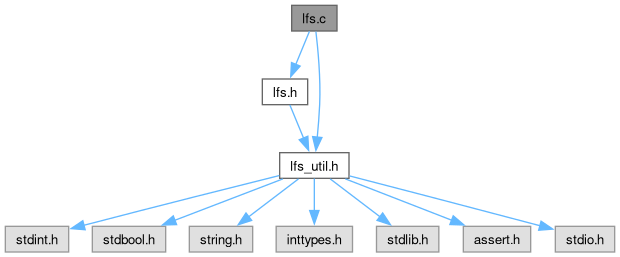 lfs.c
lfs.h
lfs_util.h
stdint.h
stdbool.h
string.h
inttypes.h
stdlib.h
assert.h
stdio.h